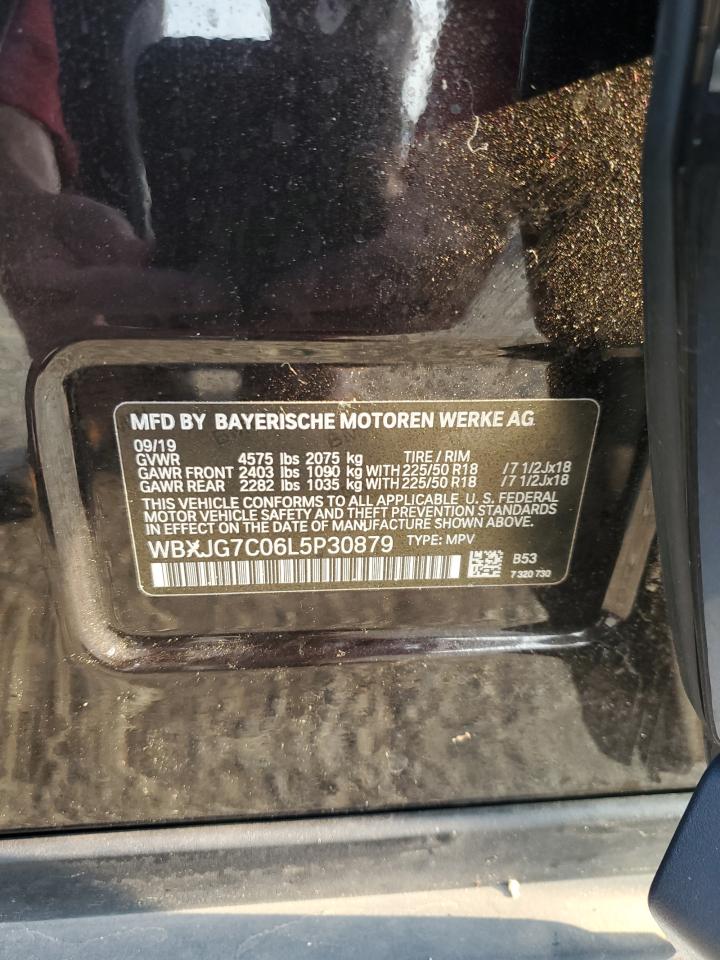 MFD BY BAYERISCHE MOTOREN WERKE AG
09/19
GVWR 4575 lbs 2075 kg TIRE / RIM
GAWR FRONT 2403 lbs 1090 kg WITH 225/50 R18 / 7 1/2Jx18
GAWR REAR 2282 lbs 1035 kg WITH 225/50 R18 / 7 1/2Jx18
THIS VEHICLE CONFORMS TO ALL APPLICABLE U. S. FEDERAL
MOTOR VEHICLE SAFETY AND THEFT PREVENTION STANDARDS
IN EFFECT ON THE DATE OF MANUFACTURE SHOWN ABOVE.
WBXJG7C06L5P30879 TYPE: MPV
B53
7 320 730